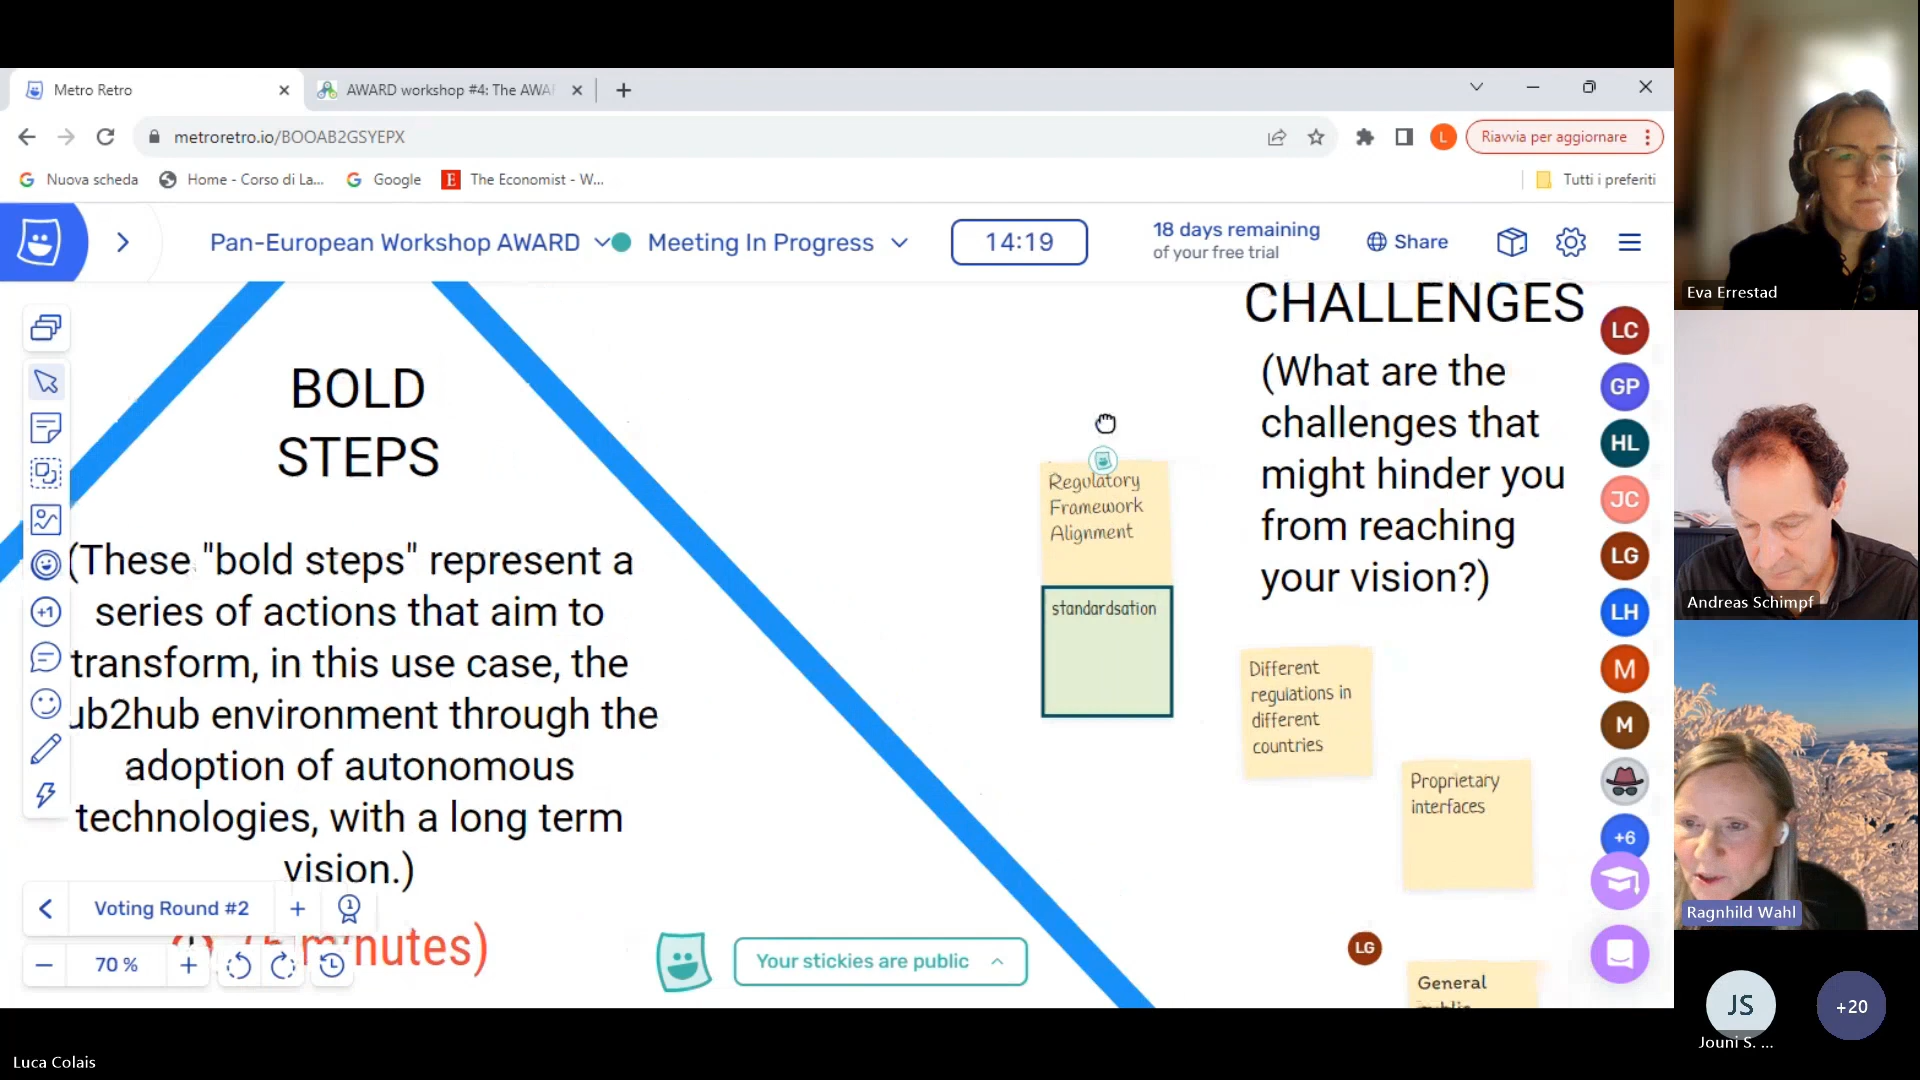 Metro Retro
AWARD workshop #4: The AWA
metroretro.io/BOOAB2GSYEPX
L
Riavvia per aggiornare
Nuova scheda
Home - Corso di La...
Google
The Economist - W...
Tutti i preferiti
Pan-European Workshop AWARD
Meeting In Progress
14:19
18 days remaining
of your free trial
Share
BOLD
STEPS
(These "bold steps" represent a
series of actions that aim to
transform, in this use case, the
ub2hub environment through the
adoption of autonomous
technologies, with a long term
vision.)
minutes)
Regulatory
Framework
Alignment
standardsation
CHALLENGES
(What are the
challenges that
might hinder you
from reaching
your vision?)
Different
regulations in
different
countries
Proprietary
interfaces
General
LG
LC
GP
HL
JC
LG
LH
M
M
+6
+1
Voting Round #2
1
70 %
Your stickies are public
Eva Errestad
Andreas Schimpf
Ragnhild Wahl
JS
Jouni S. ...
+20
Luca Colais